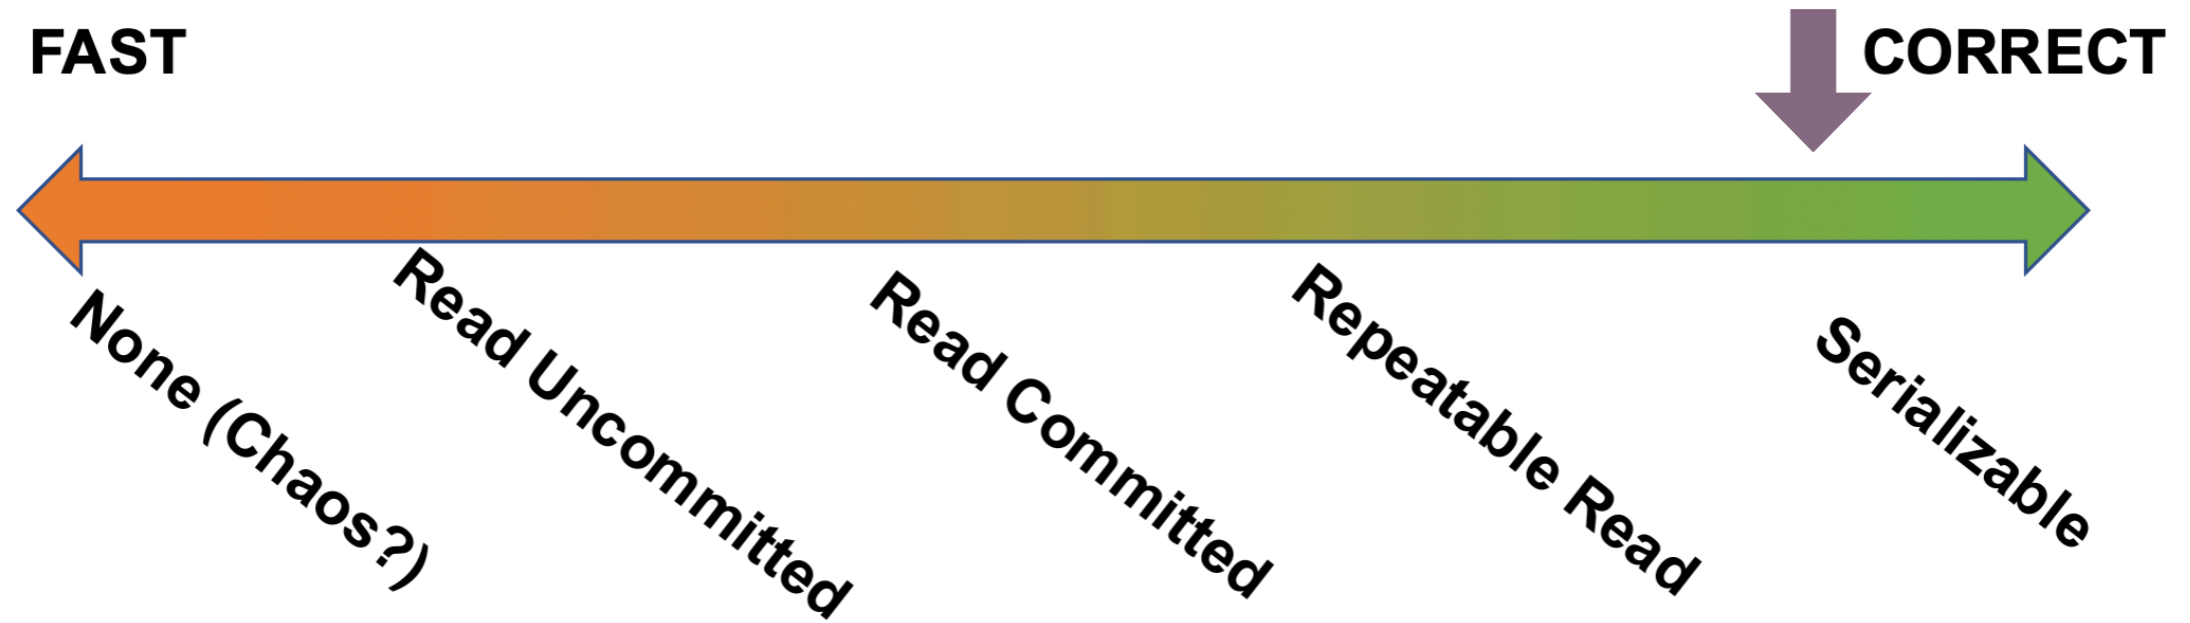 FAST
CORRECT
None (Chaos?)
Read Uncommitted
Read Committed
Repeatable Read
Serializable